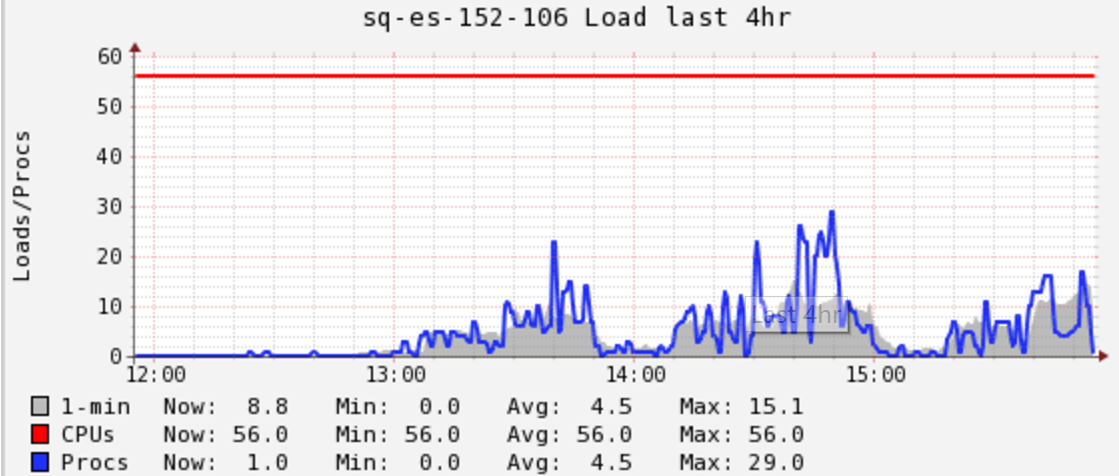 sq-es-152-106 Load last 4hr
Loads/Procs
60
50
40
30
20
10
0
Last 4hr
12:00 13:00 14:00 15:00
1-min Now: 8.8 Min: 0.0 Avg: 4.5 Max: 15.1
CPUs Now: 56.0 Min: 56.0 Avg: 56.0 Max: 56.0
Procs Now: 1.0 Min: 0.0 Avg: 4.5 Max: 29.0